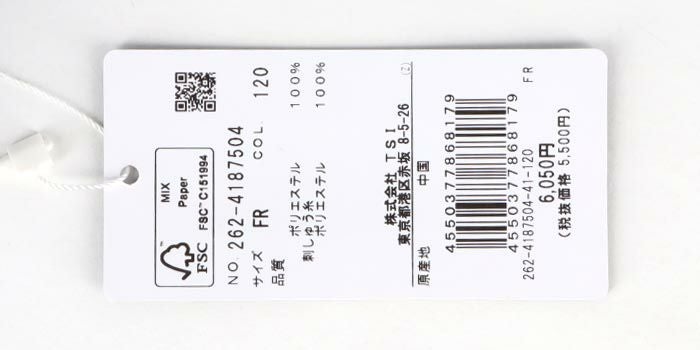 MIX
Paper
FSC™ C151994
FSC
NO. 262-4187504
サイズ COL.
FR 120
品質
ポリエステル 100%
刺しゅう糸
ポリエステル 100%
株式会社 TSI
東京都港区赤坂 8-5-26
(Z)
原産地 中国
4550377868179
4550377868179
FR
262-4187504-41-120
6,050円
(税抜価格 5,500円)